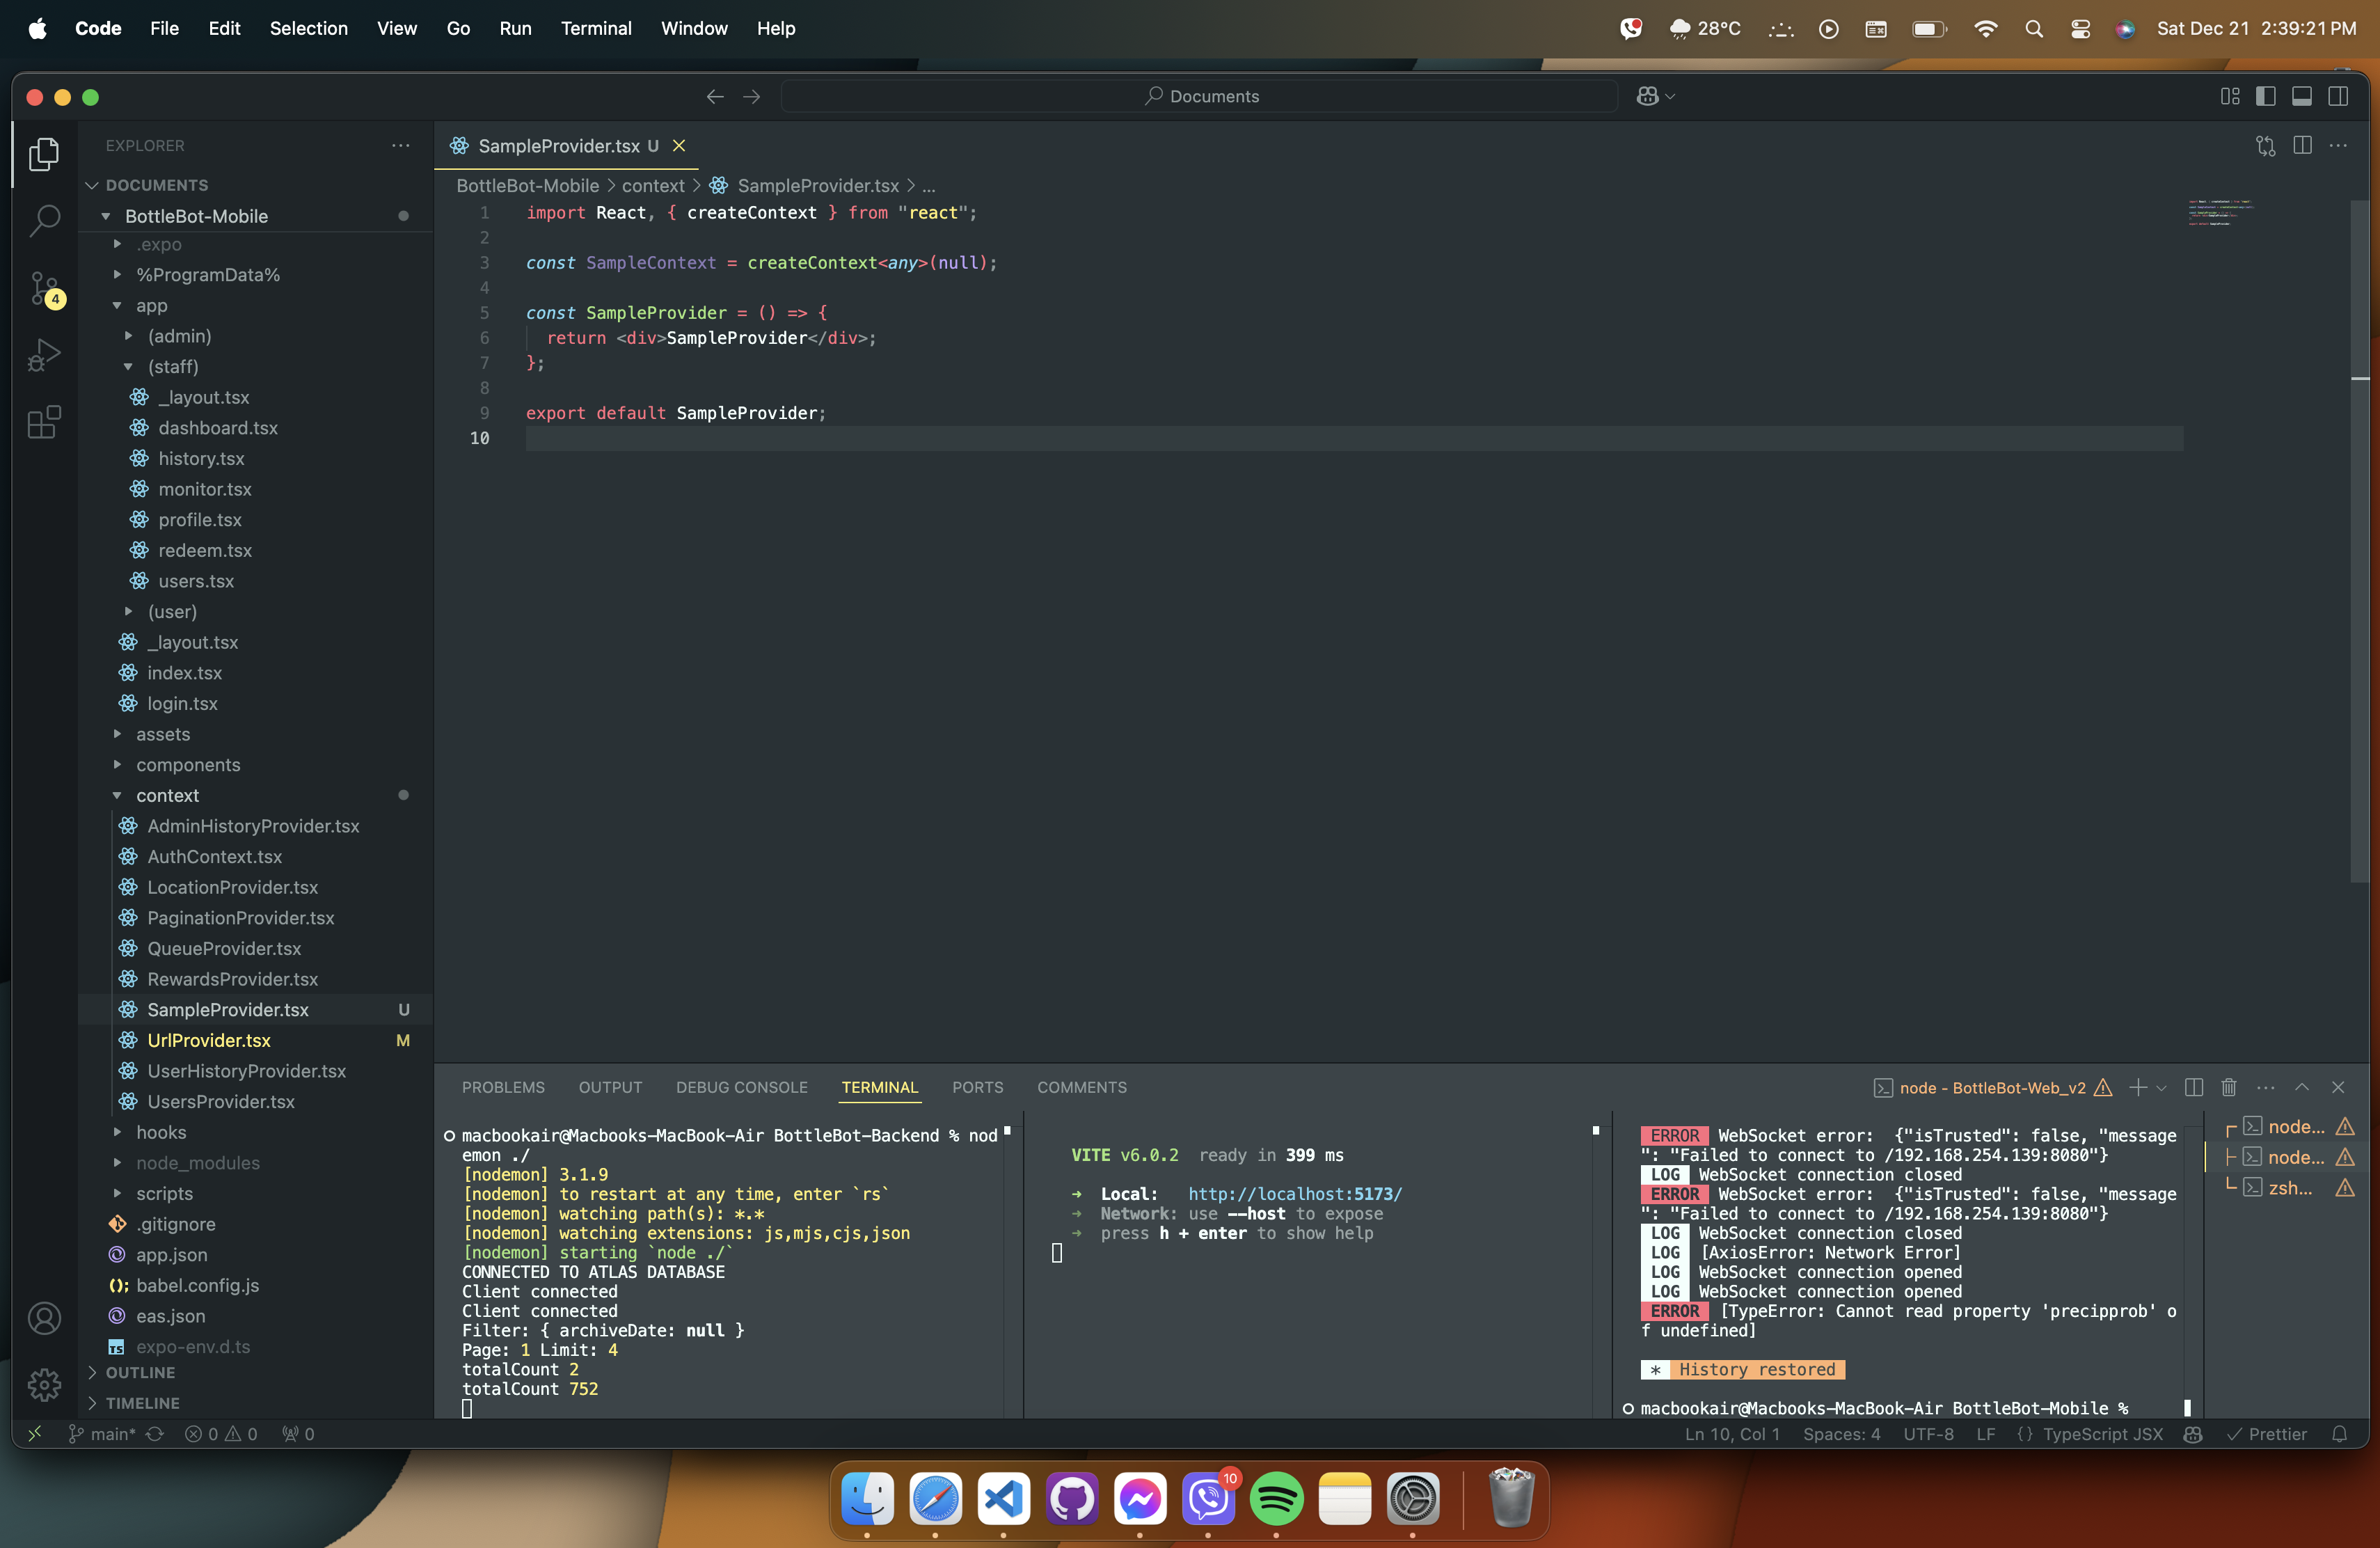 Code File Edit Selection View Go Run Terminal Window Help
28°C
Sat Dec 21 2:39:21 PM
Documents
EXPLORER
DOCUMENTS
BottleBot-Mobile
.expo
%ProgramData%
app
(admin)
(staff)
_layout.tsx
dashboard.tsx
history.tsx
monitor.tsx
profile.tsx
redeem.tsx
users.tsx
(user)
_layout.tsx
index.tsx
login.tsx
assets
components
context
AdminHistoryProvider.tsx
AuthContext.tsx
LocationProvider.tsx
PaginationProvider.tsx
QueueProvider.tsx
RewardsProvider.tsx
SampleProvider.tsx U
UrlProvider.tsx M
UserHistoryProvider.tsx
UsersProvider.tsx
hooks
node_modules
scripts
.gitignore
app.json
babel.config.js
eas.json
expo-env.d.ts
OUTLINE
TIMELINE
4
SampleProvider.tsx U
BottleBot-Mobile > context > SampleProvider.tsx > ...
1 import React, { createContext } from "react";
2
3 const SampleContext = createContext<any>(null);
4
5 const SampleProvider = () => {
6 return <div>SampleProvider</div>;
7 };
8
9 export default SampleProvider;
10
PROBLEMS OUTPUT DEBUG CONSOLE TERMINAL PORTS COMMENTS
node - BottleBot-Web_v2
macbookair@Macbooks-MacBook-Air BottleBot-Backend % nod
emon ./
[nodemon] 3.1.9
[nodemon] to restart at any time, enter `rs`
[nodemon] watching path(s): *.*
[nodemon] watching extensions: js,mjs,cjs,json
[nodemon] starting `node ./`
CONNECTED TO ATLAS DATABASE
Client connected
Client connected
Filter: { archiveDate: null }
Page: 1 Limit: 4
totalCount 2
totalCount 752
VITE v6.0.2 ready in 399 ms
➜ Local: http://localhost:5173/
➜ Network: use --host to expose
➜ press h + enter to show help
ERROR WebSocket error: {"isTrusted": false, "message
": "Failed to connect to /192.168.254.139:8080"}
LOG WebSocket connection closed
ERROR WebSocket error: {"isTrusted": false, "message
": "Failed to connect to /192.168.254.139:8080"}
LOG WebSocket connection closed
LOG [AxiosError: Network Error]
LOG WebSocket connection opened
LOG WebSocket connection opened
ERROR [TypeError: Cannot read property 'precipprob' o
f undefined]
* History restored
macbookair@Macbooks-MacBook-Air BottleBot-Mobile %
node...
node...
zsh...
main* 0 0 0
Ln 10, Col 1 Spaces: 4 UTF-8 LF {} TypeScript JSX Prettier
10